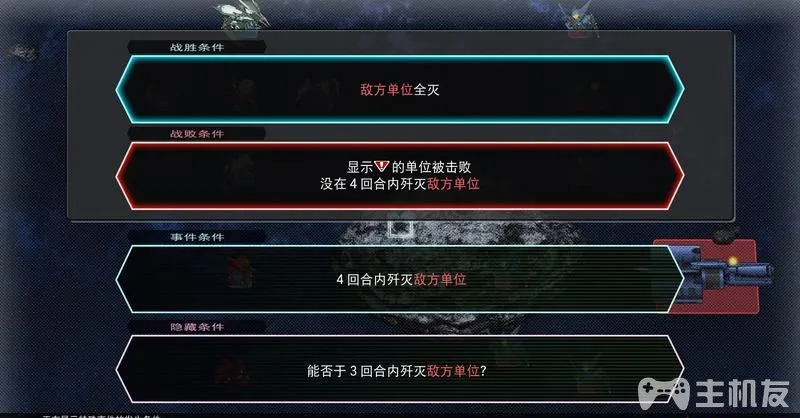 战胜条件
敌方单位全灭
战败条件
显示 的单位被击败
没在4回合内歼灭敌方单位
事件条件
4回合内歼灭敌方单位
隐藏条件
能否于3回合内歼灭敌方单位?
主机友